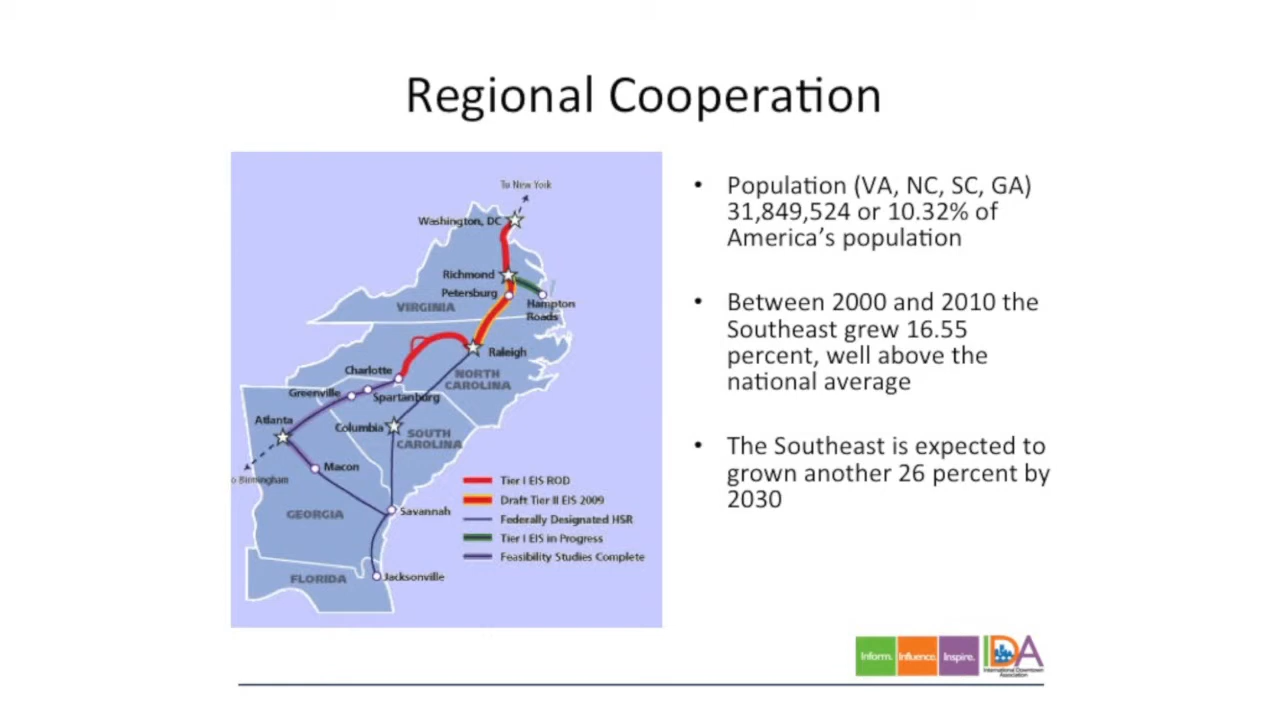 Regional Cooperation
To New York
Washington, DC
Richmond
Petersburg
Hampton
Roads
VIRGINIA
Raleigh
Charlotte
NORTH
CAROLINA
Greenville
Spartanburg
Atlanta
Columbia
SOUTH
CAROLINA
Macon
o Birmingham
Savannah
GEORGIA
Jacksonville
FLORIDA
Tier I EIS ROD
Draft Tier II EIS 2009
Federally Designated HSR
Tier I EIS in Progress
Feasibility Studies Complete
• Population (VA, NC, SC, GA)
31,849,524 or 10.32% of
America's population
• Between 2000 and 2010 the
Southeast grew 16.55
percent, well above the
national average
• The Southeast is expected to
grown another 26 percent by
2030
Inform. Influence. Inspire. IDA
International Downtown
Association